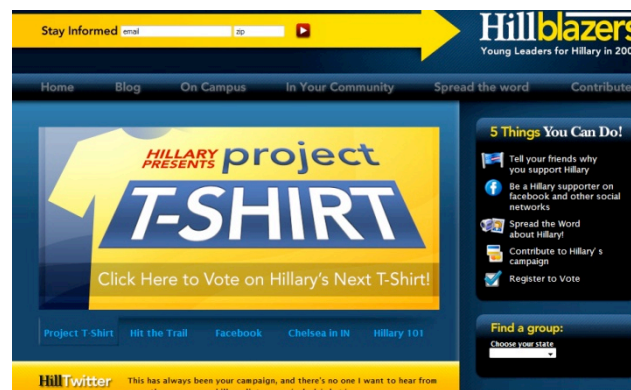 Stay Informed email zip
Hillblazers
Young Leaders for Hillary in 200
Home Blog On Campus In Your Community Spread the word Contribute
HILLARY PRESENTS project
T-SHIRT
Click Here to Vote on Hillary's Next T-Shirt!
5 Things You Can Do!
Tell your friends why
you support Hillary
Be a Hillary supporter on
facebook and other social
networks
Spread the Word
about Hillary!
Contribute to Hillary's
campaign
Register to Vote
Project T-Shirt Hit the Trail Facebook Chelsea in IN Hillary 101
Find a group:
Choose your state
HillTwitter This has always been your campaign, and there's no one I want to hear from